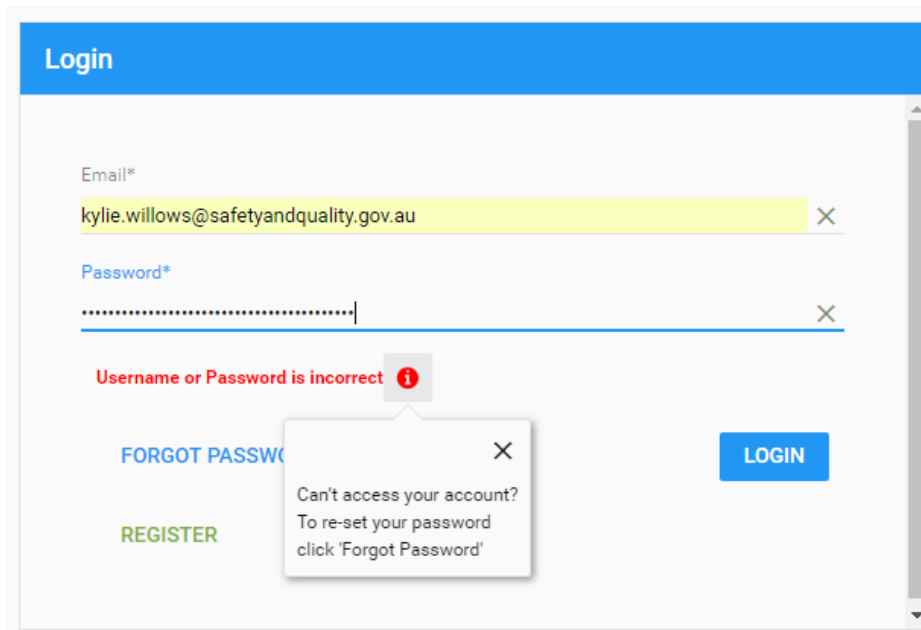 Login
Email*
kylie.willows@safetyandquality.gov.au
Password*
Username or Password is incorrect
FORGOT
LOGIN
Can't access your account?
To re-set your password
click 'Forgot Password'
REGISTER